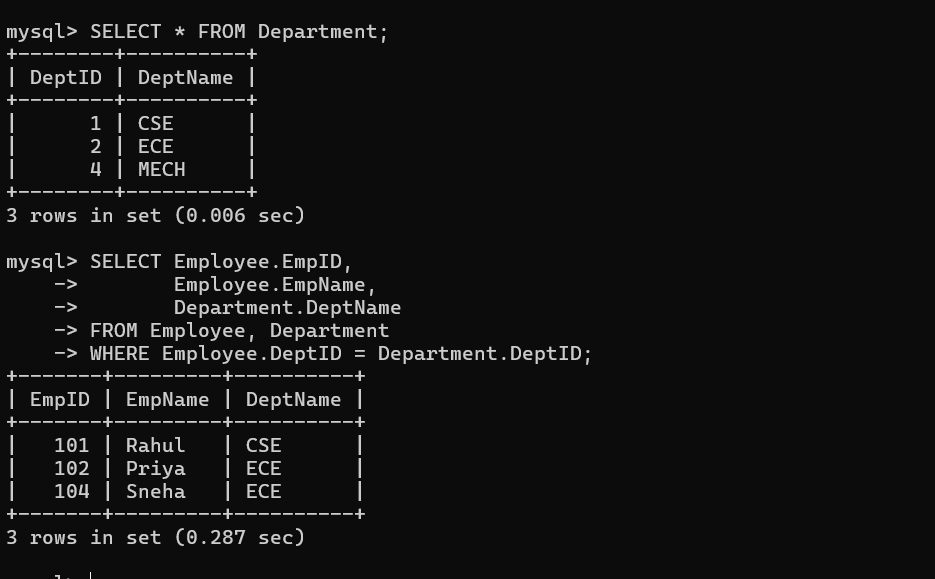 mysql> SELECT * FROM Department;
+--------+----------+
| DeptID | DeptName |
+--------+----------+
|      1 | CSE      |
|      2 | ECE      |
|      4 | MECH     |
+--------+----------+
3 rows in set (0.006 sec)

mysql> SELECT Employee.EmpID,
    ->        Employee.EmpName,
    ->        Department.DeptName
    -> FROM Employee, Department
    -> WHERE Employee.DeptID = Department.DeptID;
+-------+---------+----------+
| EmpID | EmpName | DeptName |
+-------+---------+----------+
|   101 | Rahul   | CSE      |
|   102 | Priya   | ECE      |
|   104 | Sneha   | ECE      |
+-------+---------+----------+
3 rows in set (0.287 sec)